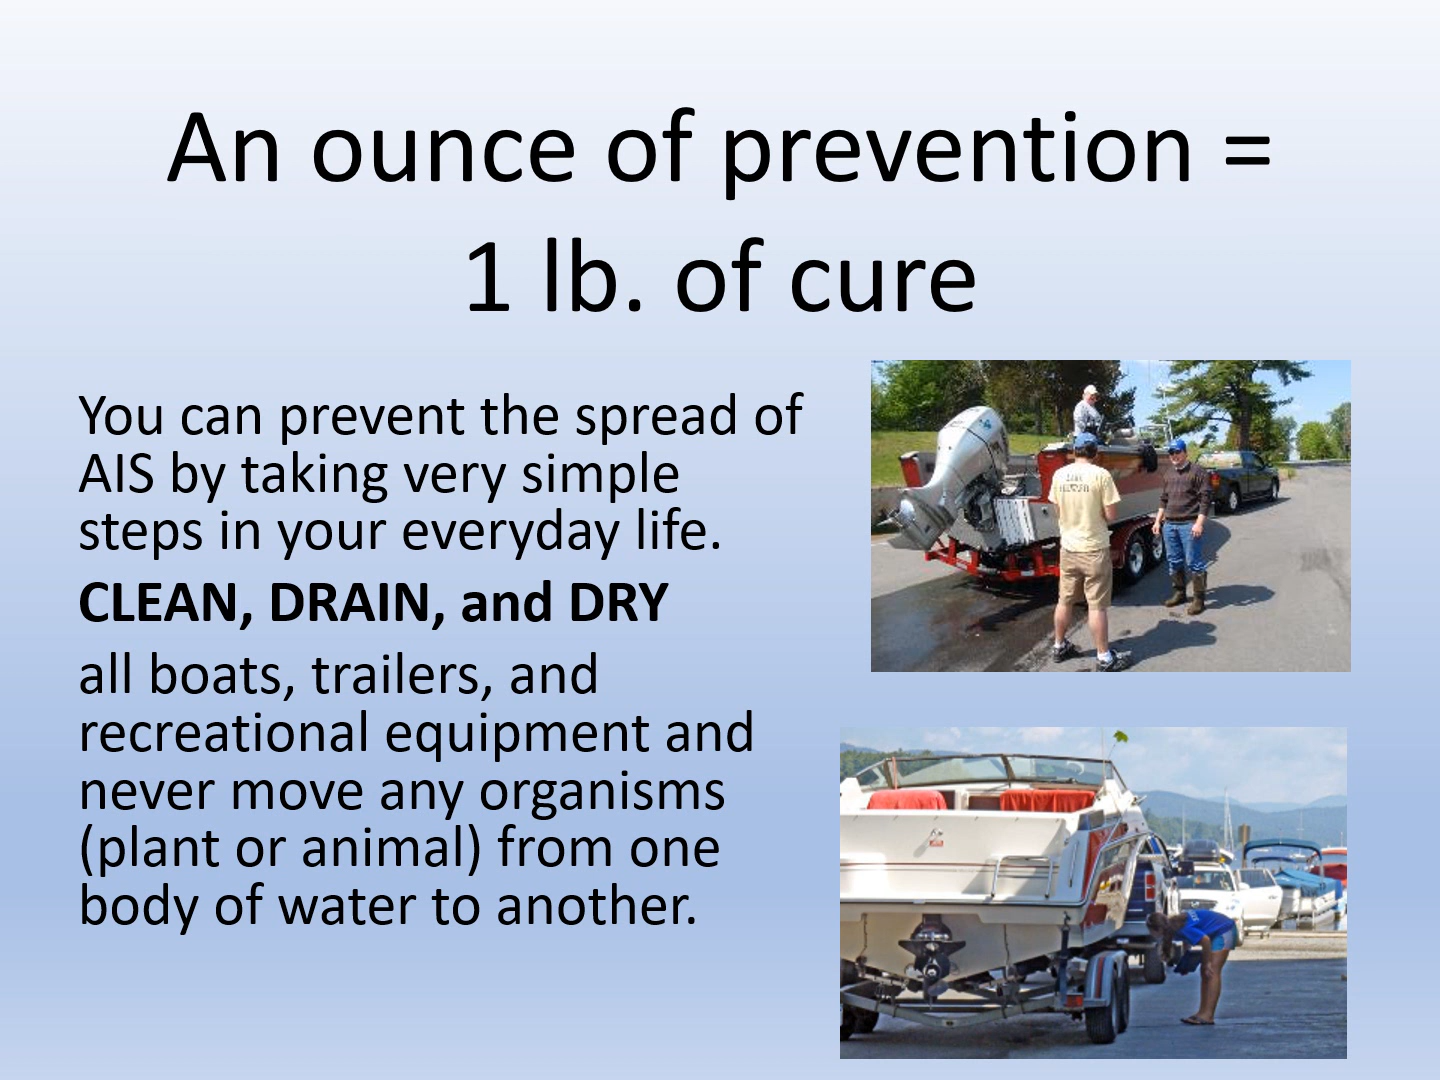 An ounce of prevention =
1 lb. of cure
You can prevent the spread of
AIS by taking very simple
steps in your everyday life.
CLEAN, DRAIN, and DRY
all boats, trailers, and
recreational equipment and
never move any organisms
(plant or animal) from one
body of water to another.